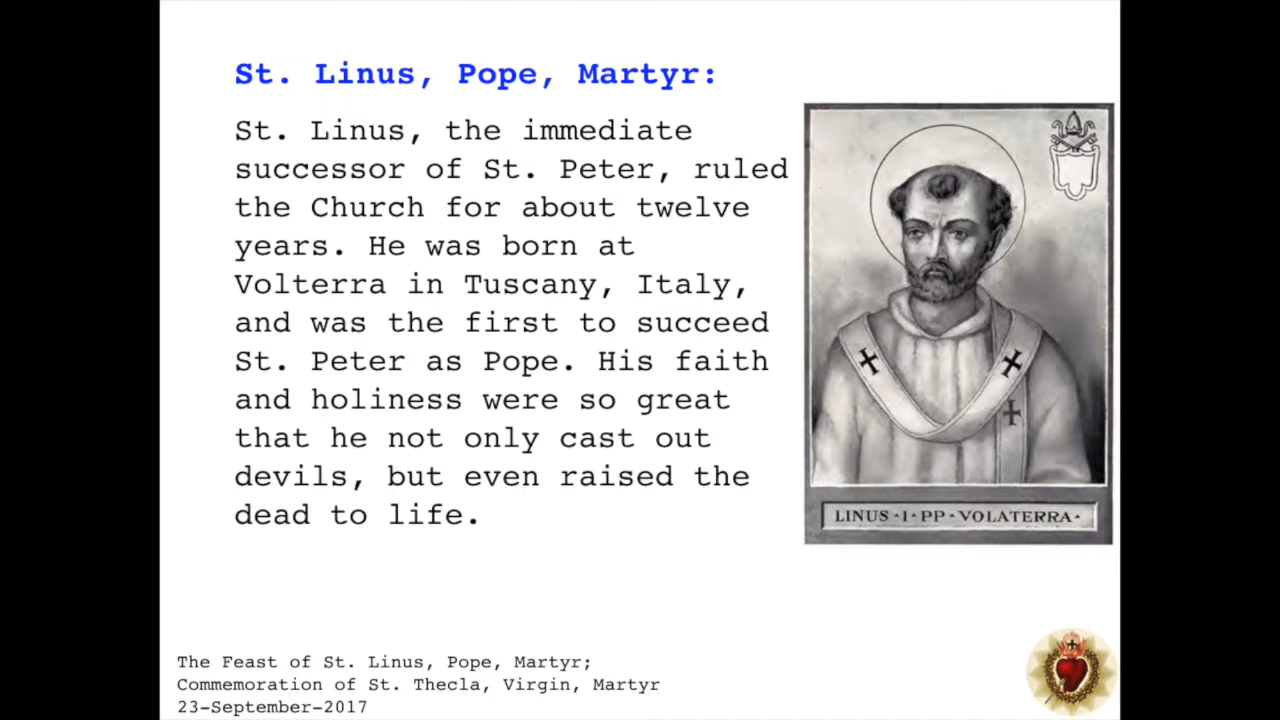 St. Linus, Pope, Martyr:
St. Linus, the immediate
successor of St. Peter, ruled
the Church for about twelve
years. He was born at
Volterra in Tuscany, Italy,
and was the first to succeed
St. Peter as Pope. His faith
and holiness were so great
that he not only cast out
devils, but even raised the
dead to life.
LINUS · I · PP · VOLATERRA ·
The Feast of St. Linus, Pope, Martyr;
Commemoration of St. Thecla, Virgin, Martyr
23-September-2017